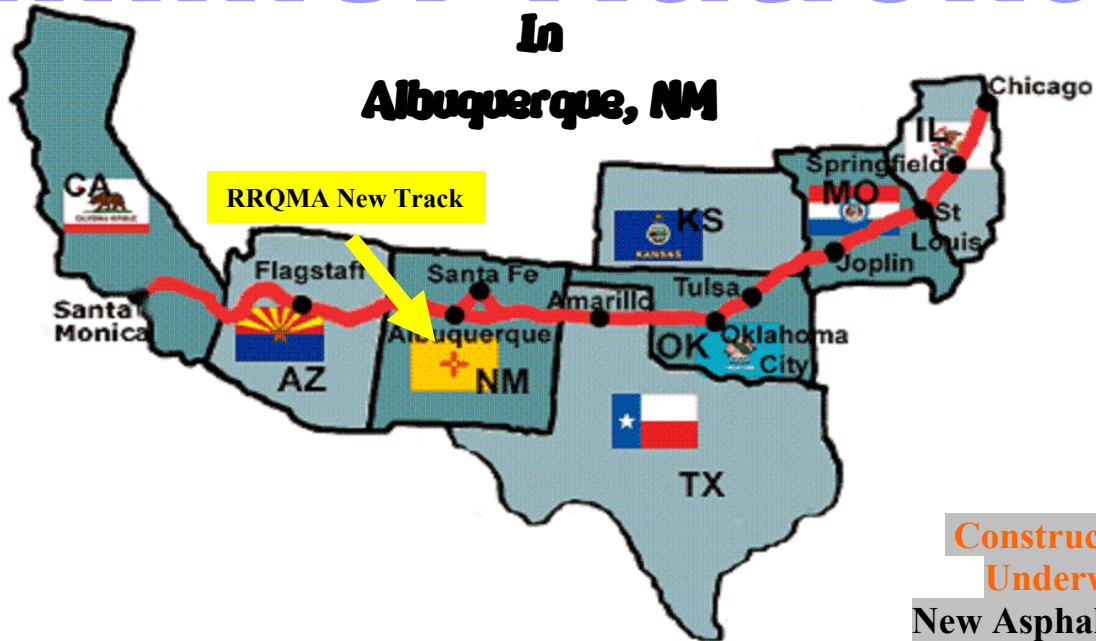 In
Albuquerque, NM
Chicago
IL
Springfield
CA
MO
RRQMA New Track
KS
KANSAS
St
Louis
Joplin
Flagstaff
Santa Fe
Tulsa
Amarillo
Santa
Monica
Albuquerque
OK
Oklahoma
City
AZ
NM
TX
New